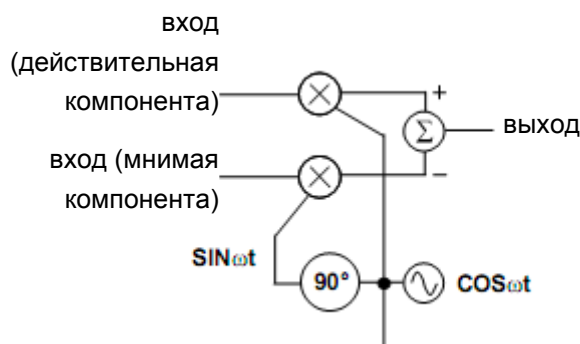 вход
(действительная
компонента)
+
Σ
выход
вход (мнимая
компонента)
−
SINωt
90°
COSωt